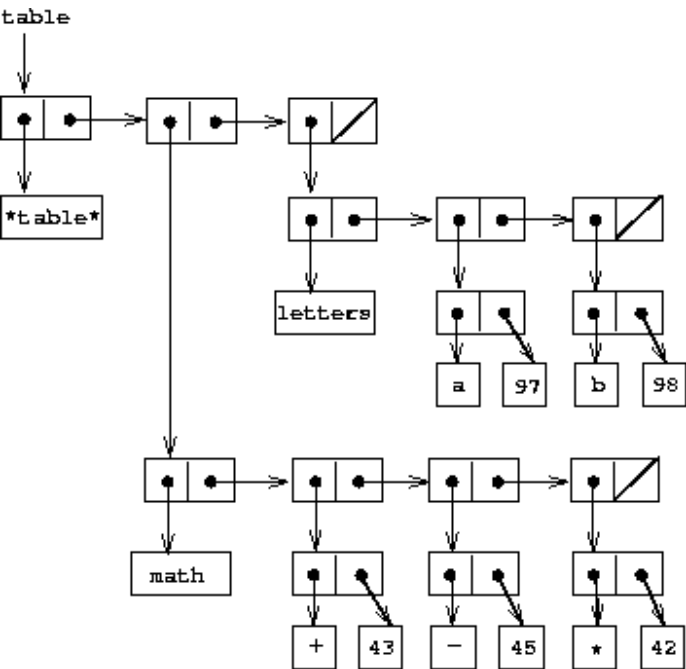 table
*table*
letters
a 97 b 98
math
+ 43 - 45 * 42